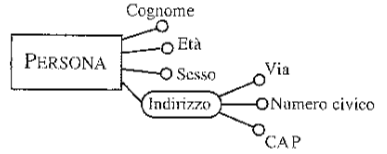 Cognome
Età
PERSONA
Sesso
Via
Indirizzo
Numero civico
CAP